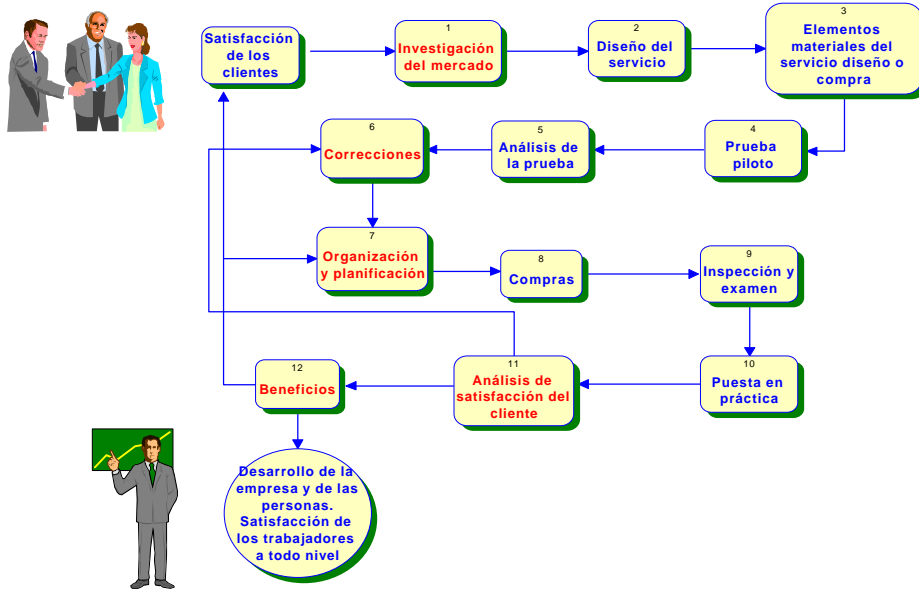 Satisfacción
de los
clientes
1
Investigación
del mercado
2
Diseño del
servicio
3
Elementos
materiales del
servicio diseño o
compra
6
Correcciones
5
Análisis de
la prueba
4
Prueba
piloto
7
Organización
y planificación
8
Compras
9
Inspección y
examen
12
Beneficios
11
Análisis de
satisfacción del
cliente
10
Puesta en
práctica
Desarrollo de la
empresa y de las
personas.
Satisfacción de
los trabajadores
a todo nivel